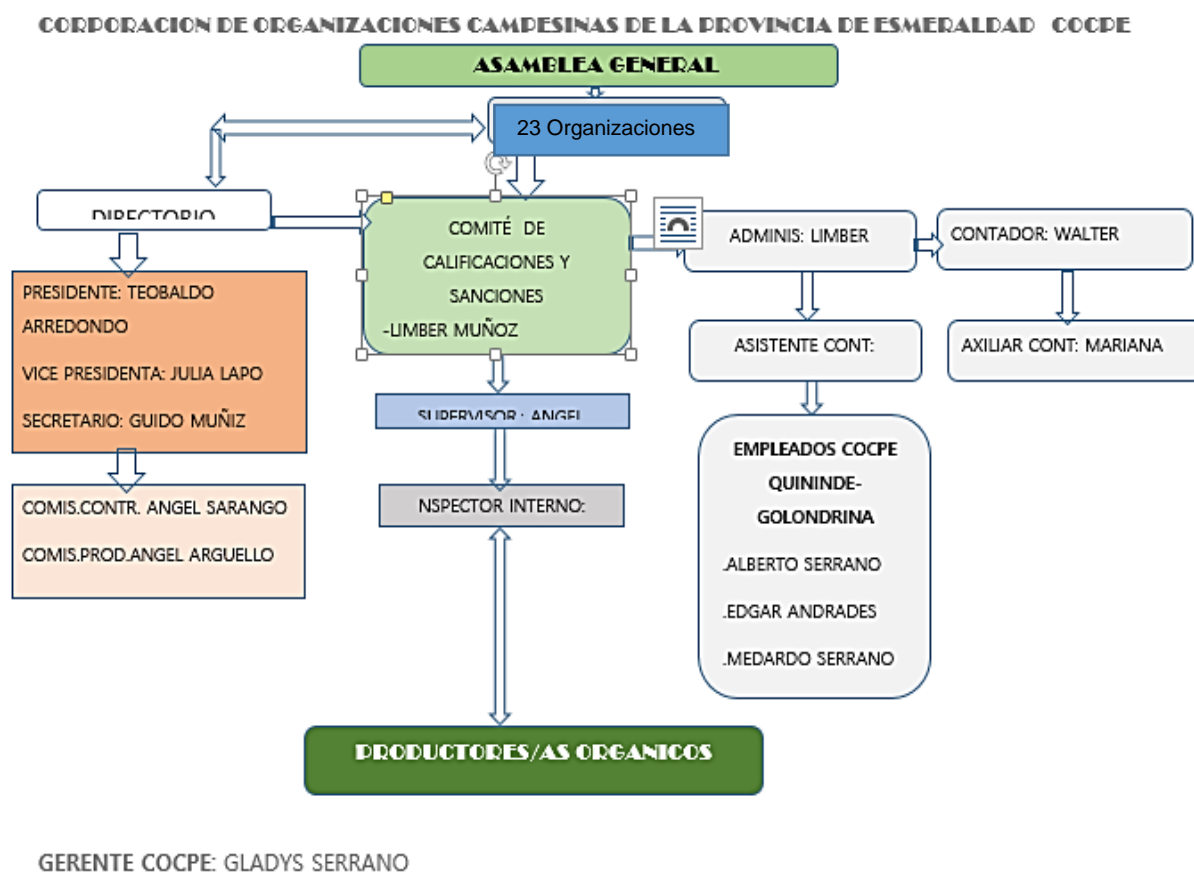 CORPORACION DE ORGANIZACIONES CAMPESINAS DE LA PROVINCIA DE ESMERALDAD COCPE
ASAMBLEA GENERAL
23 Organizaciones
DIRECTORIO
PRESIDENTE: TEOBALDO
ARREDONDO
VICE PRESIDENTA: JULIA LAPO
SECRETARIO: GUIDO MUÑIZ
COMIS.CONTR. ANGEL SARANGO
COMIS.PROD.ANGEL ARGUELLO
COMITÉ DE
CALIFICACIONES Y
SANCIONES
-LIMBER MUÑOZ
SUPERVISOR : ANGEL
NSPECTOR INTERNO:
ADMINIS: LIMBER
CONTADOR: WALTER
ASISTENTE CONT:
AXILIAR CONT: MARIANA
EMPLEADOS COCPE
QUININDE-
GOLONDRINA
.ALBERTO SERRANO
.EDGAR ANDRADES
.MEDARDO SERRANO
PRODUCTORES/AS ORGANICOS
GERENTE COCPE: GLADYS SERRANO